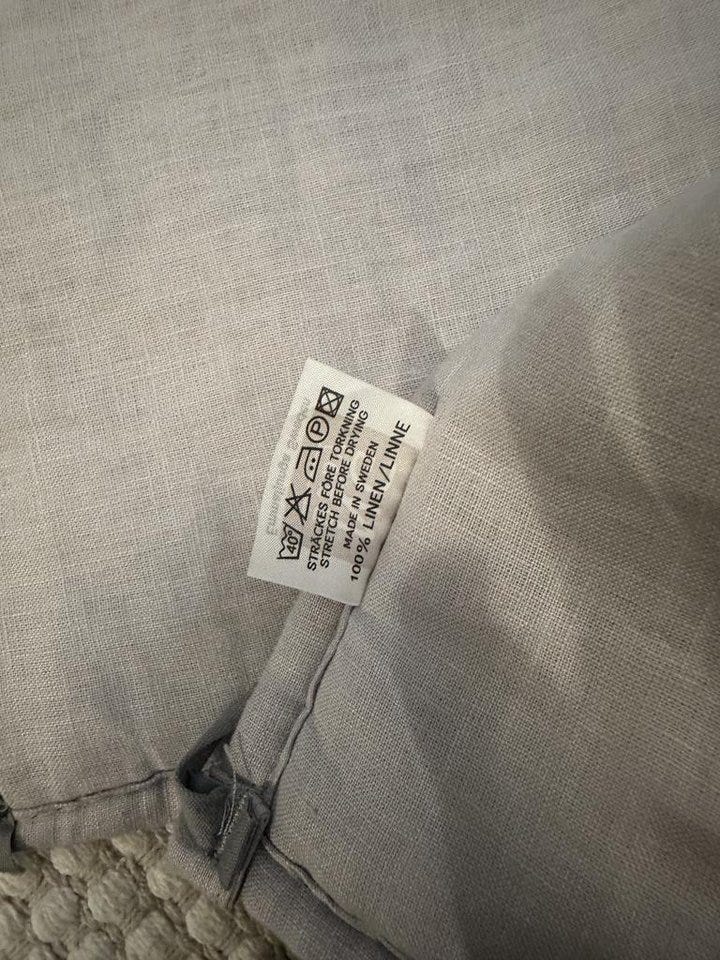 40°
P
STRÄCKES FÖRE TORKNING
STRETCH BEFORE DRYING
MADE IN SWEDEN
100% LINEN/LINNE